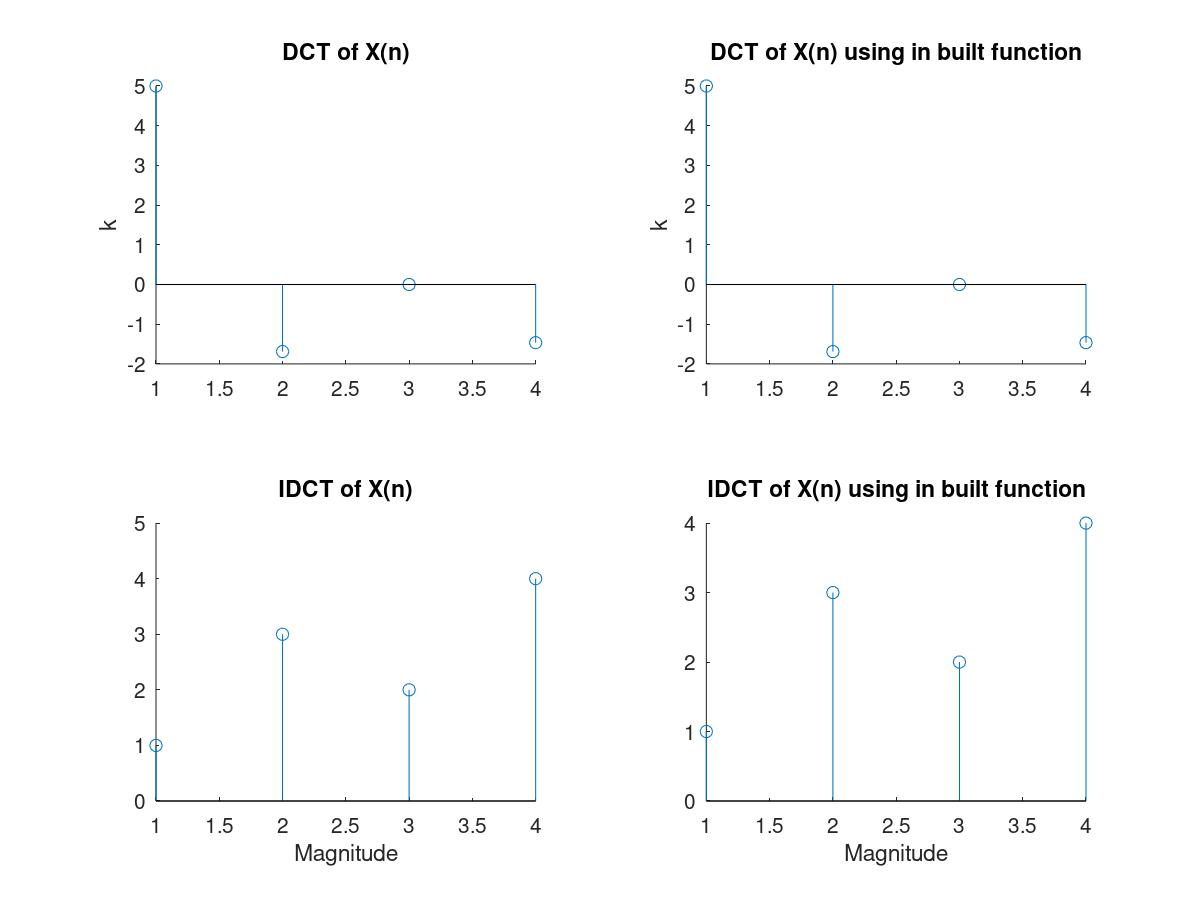 DCT of X(n)
5
4
3
2
1
0
-1
-2
k
1 1.5 2 2.5 3 3.5 4
DCT of X(n) using in built function
5
4
3
2
1
0
-1
-2
k
1 1.5 2 2.5 3 3.5 4
IDCT of X(n)
5
4
3
2
1
0
1 1.5 2 2.5 3 3.5 4
Magnitude
IDCT of X(n) using in built function
4
3
2
1
0
1 1.5 2 2.5 3 3.5 4
Magnitude